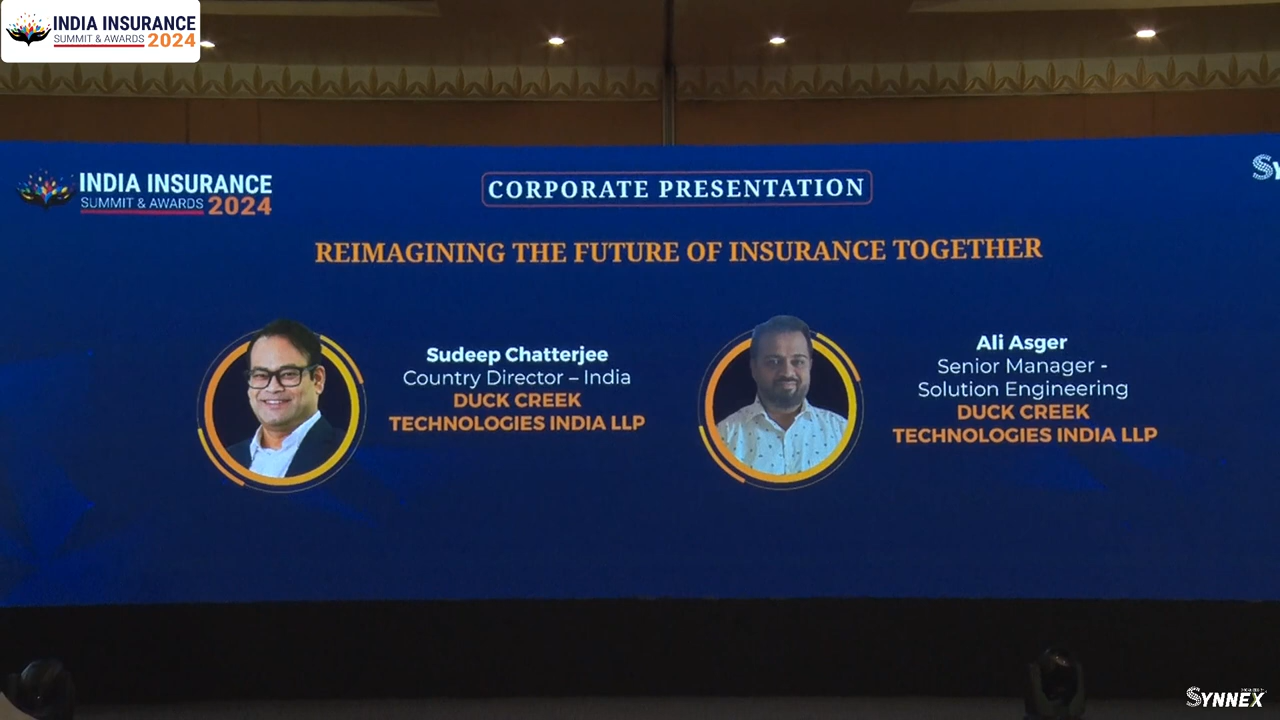 INDIA INSURANCE
SUMMIT & AWARDS 2024
INDIA INSURANCE
SUMMIT & AWARDS 2024
CORPORATE PRESENTATION
REIMAGINING THE FUTURE OF INSURANCE TOGETHER
Sudeep Chatterjee
Country Director – India
DUCK CREEK
TECHNOLOGIES INDIA LLP
Ali Asger
Senior Manager -
Solution Engineering
DUCK CREEK
TECHNOLOGIES INDIA LLP
SYNNEX